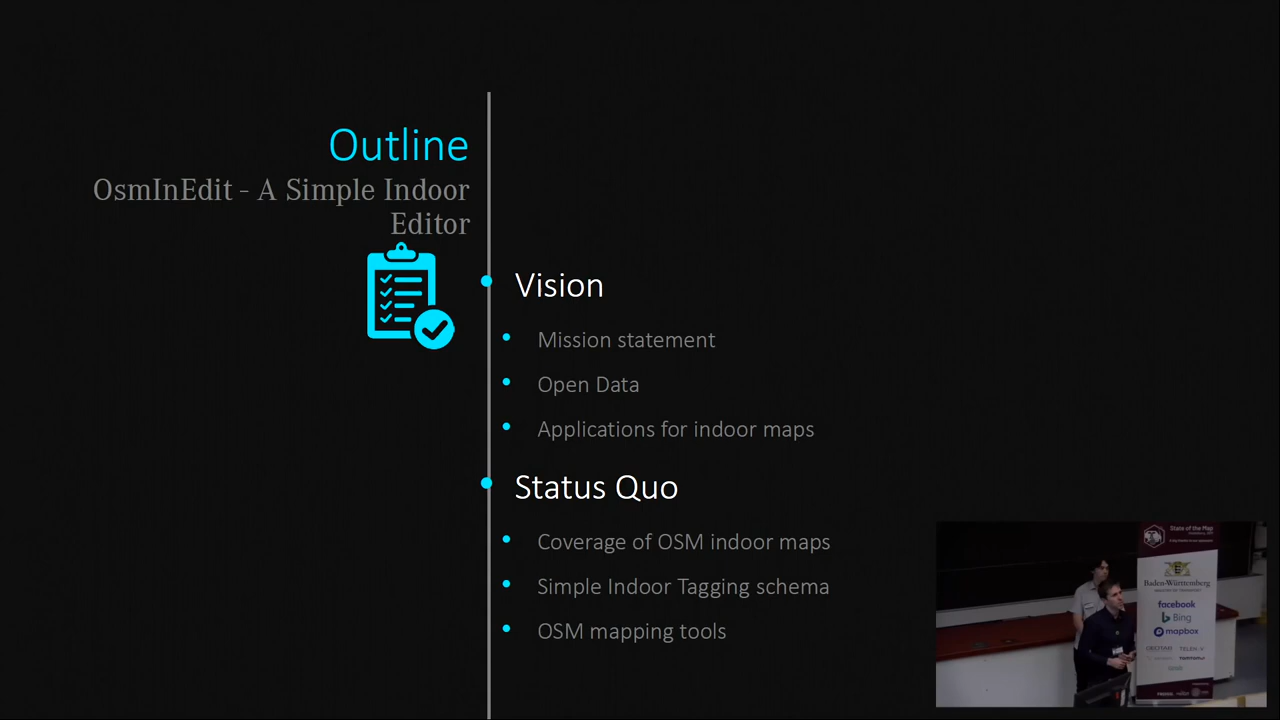 Outline
OsmInEdit - A Simple Indoor
Editor
Vision
Mission statement
Open Data
Applications for indoor maps
Status Quo
Coverage of OSM indoor maps
Simple Indoor Tagging schema
OSM mapping tools
State of the Map
Baden-Württemberg
facebook
Bing
mapbox